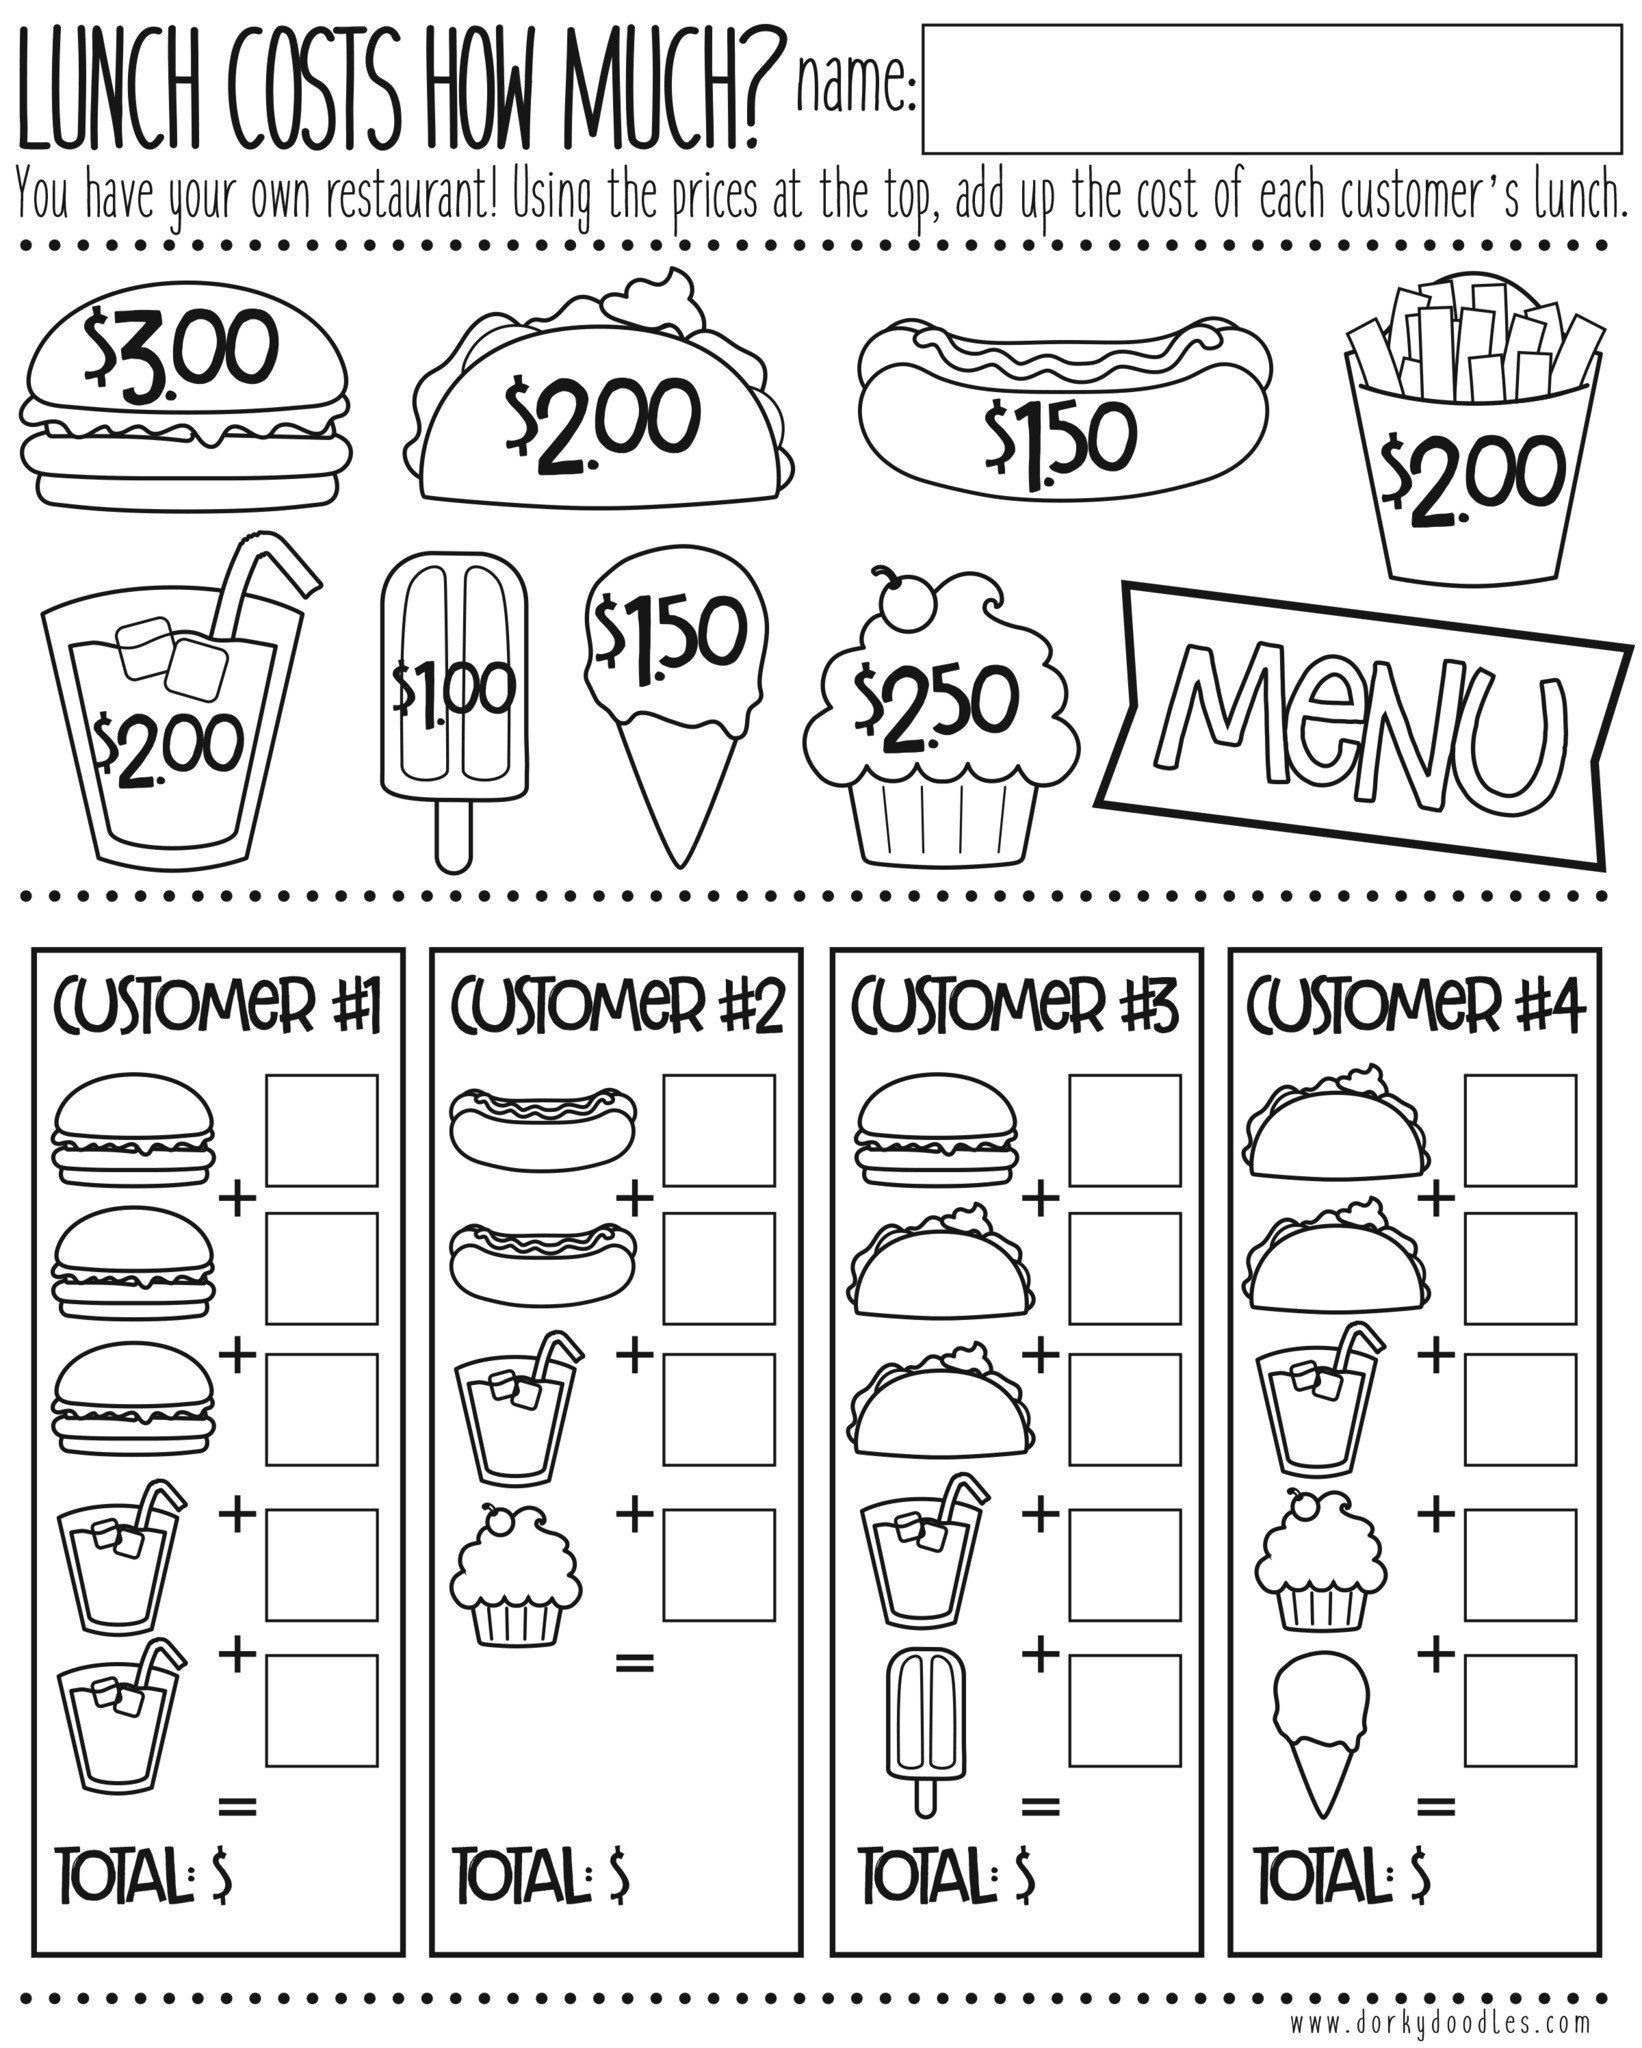 LUNCH COSTS HOW MUCH? name:
You have your own restaurant! Using the prices at the top, add up the cost of each customer's lunch.
$3.00
$2.00
$1.50
$2.00
$2.00
$1.00
$1.50
$2.50
MeNU
CUSTOMeR #1
+
+
+
+
=
TOTAL: $
CUSTOMeR #2
+
+
+
=
TOTAL: $
CUSTOMeR #3
+
+
+
+
=
TOTAL: $
CUSTOMeR #4
+
+
+
+
=
TOTAL: $
www.dorkydoodles.com